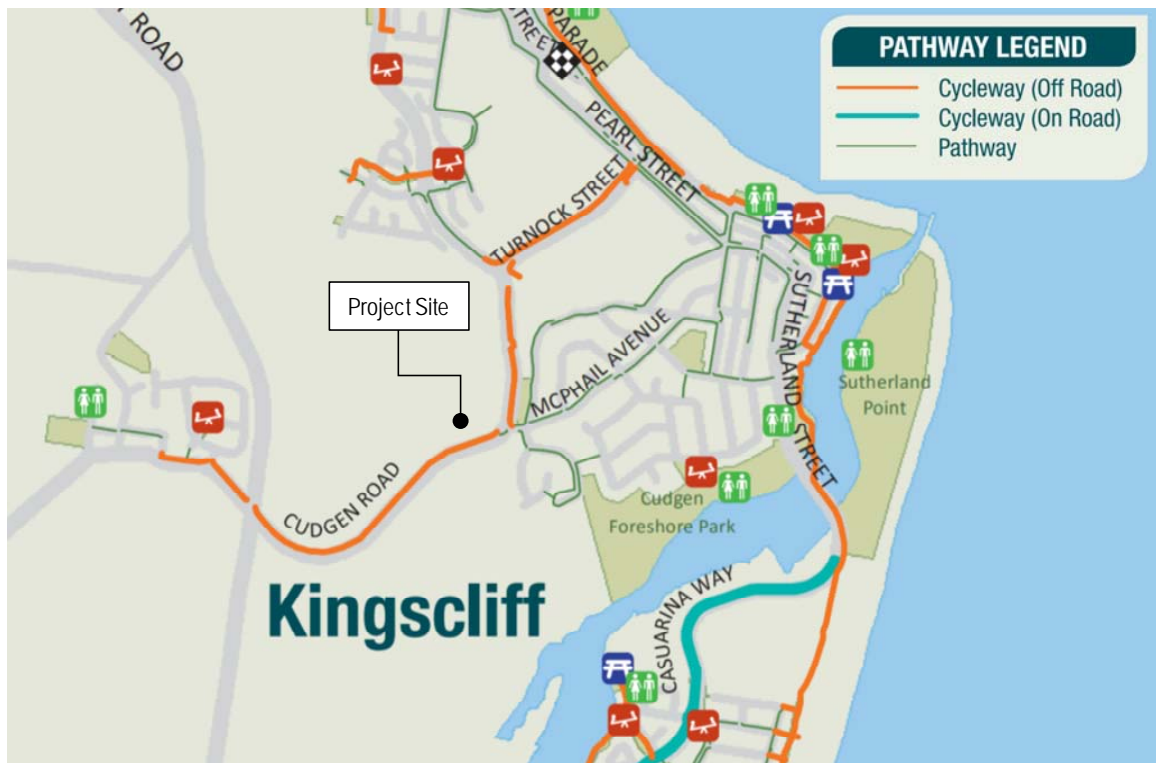 Y ROAD
STREET
PARADE
PATHWAY LEGEND
Cycleway (Off Road)
Cycleway (On Road)
Pathway
PEARL STREET
TURNOCK STREET
Project Site
SUTHERLAND STREET
MCPHAIL AVENUE
Sutherland
Point
CUDGEN ROAD
Cudgen
Foreshore Park
Kingscliff
CASUARINA WAY